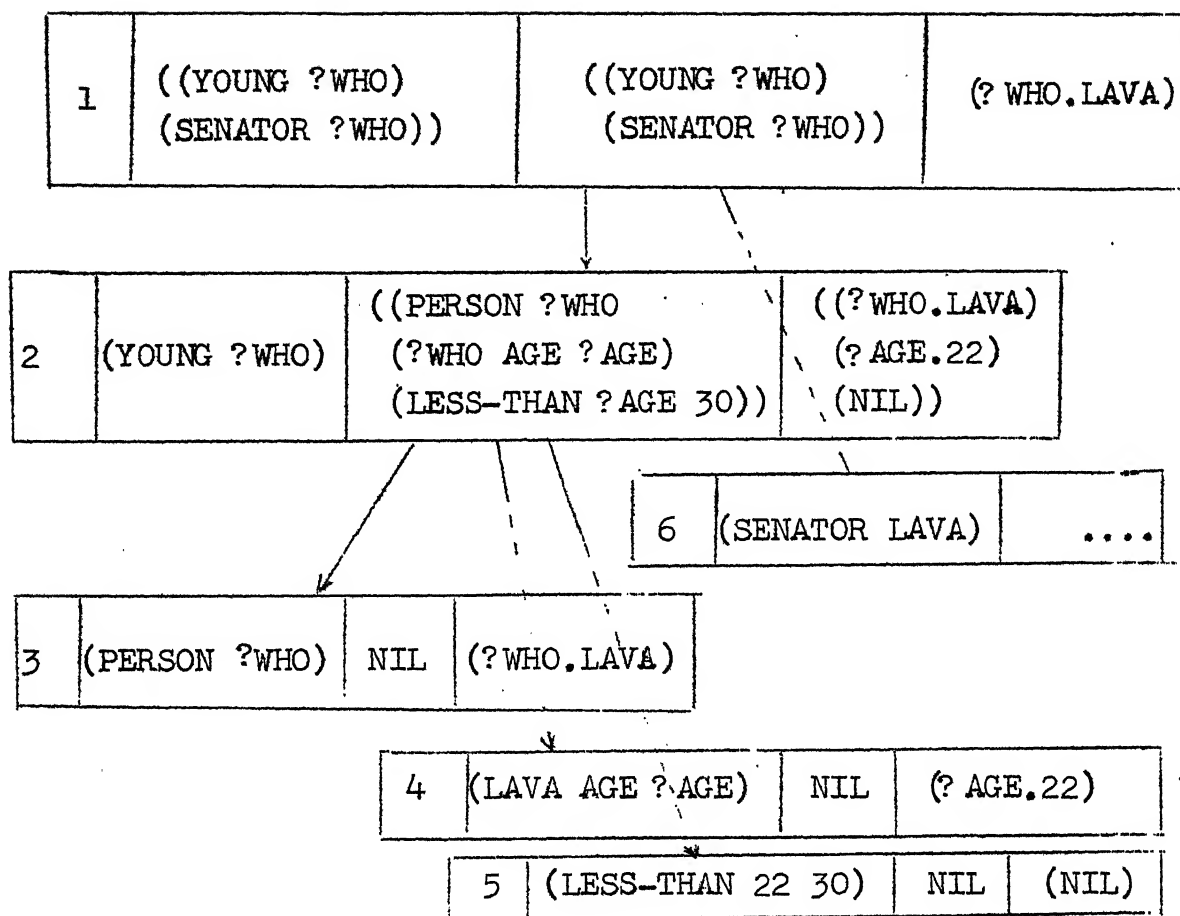 1
((YOUNG ?WHO)
(SENATOR ?WHO))
((YOUNG ?WHO)
(SENATOR ?WHO))
(? WHO.LAVA)
2
(YOUNG ?WHO)
((PERSON ?WHO
(?WHO AGE ?AGE)
(LESS-THAN ?AGE 30))
((?WHO.LAVA)
(?AGE.22)
(NIL))
6
(SENATOR LAVA)
....
3
(PERSON ?WHO)
NIL
(?WHO.LAVA)
4
(LAVA AGE ?AGE)
NIL
(? AGE.22)
5
(LESS-THAN 22 30)
NIL
(NIL)